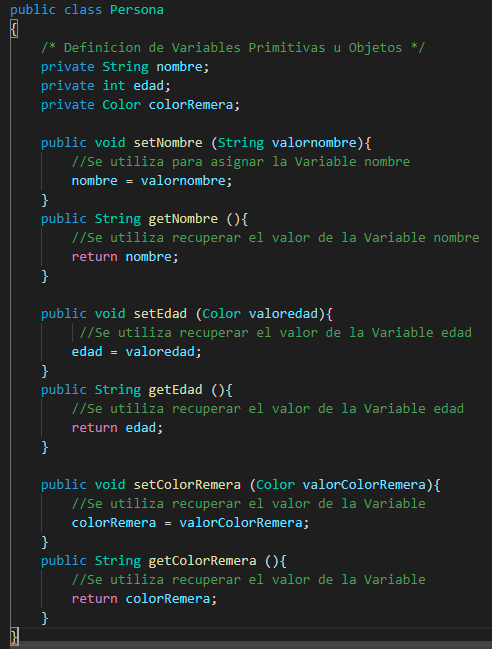 public class Persona
{
/* Definicion de Variables Primitivas u Objetos */
private String nombre;
private int edad;
private Color colorRemera;
public void setNombre (String valornombre){
//Se utiliza para asignar la Variable nombre
nombre = valornombre;
}
public String getNombre (){
//Se utiliza recuperar el valor de la Variable nombre
return nombre;
}
public void setEdad (Color valoredad){
//Se utiliza recuperar el valor de la Variable edad
edad = valoredad;
}
public String getEdad (){
//Se utiliza recuperar el valor de la Variable edad
return edad;
}
public void setColorRemera (Color valorColorRemera){
//Se utiliza recuperar el valor de la Variable
colorRemera = valorColorRemera;
}
public String getColorRemera (){
//Se utiliza recuperar el valor de la Variable
return colorRemera;
}
}